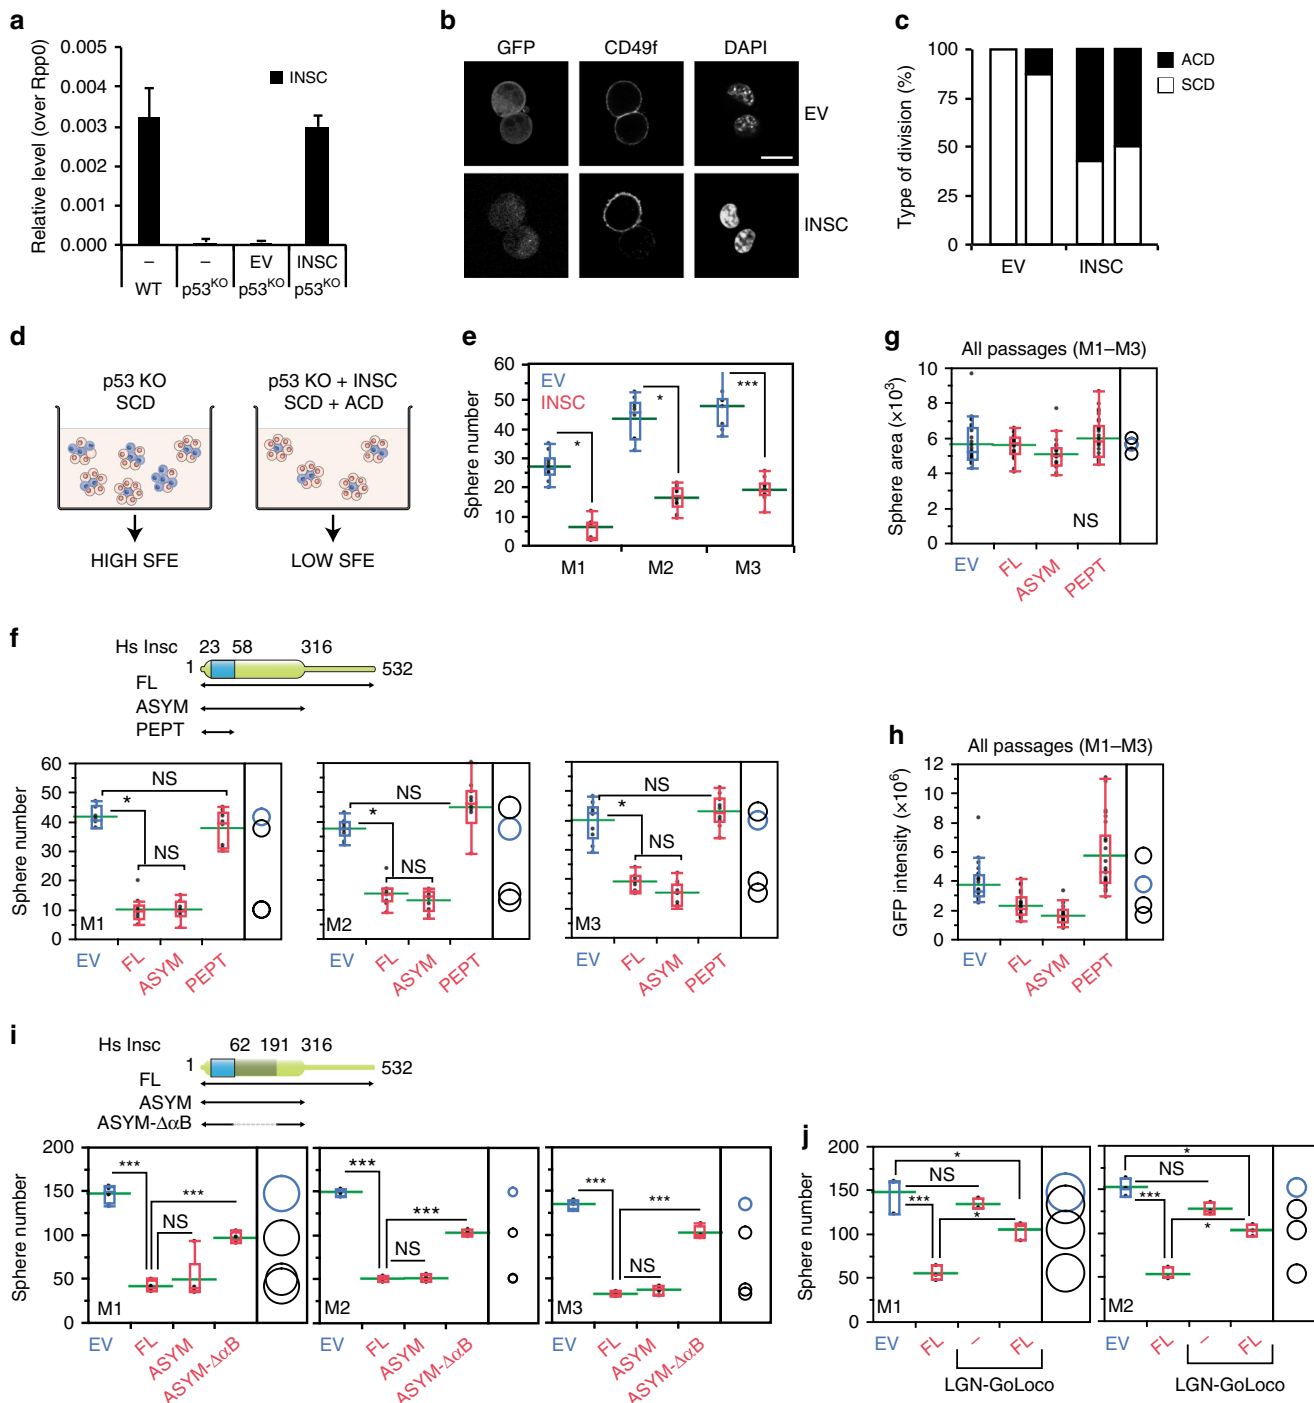 a
Relative level (over Rpp0)
0.005
0.004
0.003
0.002
0.001
0.000
INSC
– – EV INSC
WT p53KO p53KO p53KO
b
GFP CD49f DAPI
EV
INSC
c
Type of division (%)
100
75
50
25
0
ACD
SCD
EV INSC
d
p53 KO
SCD
p53 KO + INSC
SCD + ACD
HIGH SFE
LOW SFE
e
Sphere number
60
50
40
30
20
10
0
EV
INSC
* * ***
M1 M2 M3
g
All passages (M1–M3)
Sphere area (×10³)
10
8
6
4
2
0
NS
EV FL ASYM PEPT
f
Hs Insc 23 58 316
1 532
FL
ASYM
PEPT
Sphere number
60
50
40
30
20
10
0
NS
*
NS
M1
EV FL ASYM PEPT
NS
*
NS
M2
EV FL ASYM PEPT
NS
*
NS
M3
EV FL ASYM PEPT
h
All passages (M1–M3)
GFP intensity (×10⁶)
12
10
8
6
4
2
0
EV FL ASYM PEPT
i
Hs Insc 62 191 316
1 532
FL
ASYM
ASYM-ΔαB
Sphere number
200
150
100
50
0
***
***
NS
M1
EV FL ASYM ASYM-ΔαB
***
***
NS
M2
EV FL ASYM ASYM-ΔαB
***
***
NS
M3
EV FL ASYM ASYM-ΔαB
j
Sphere number
200
150
100
50
0
*
NS
***
*
M1
EV FL – FL
LGN-GoLoco
*
NS
***
*
M2
EV FL – FL
LGN-GoLoco